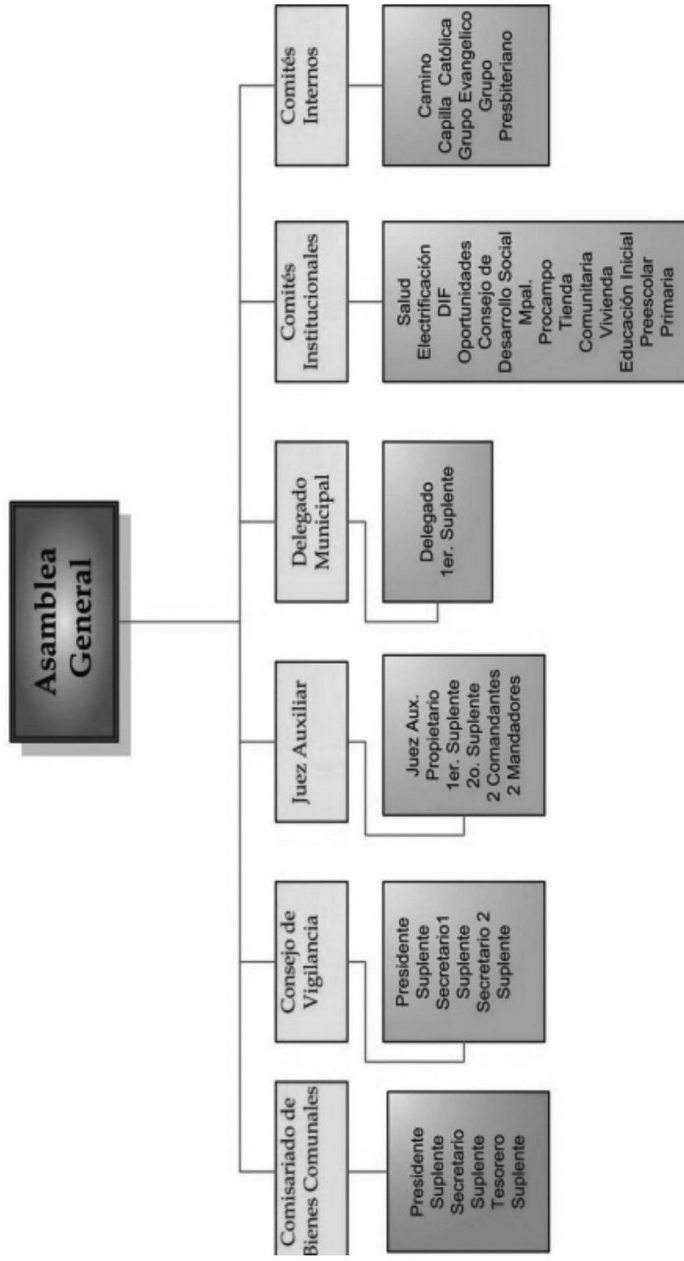 Asamblea
General
Comisariado de
Bienes Comunales
Consejo de
Vigilancia
Juez Auxiliar
Delegado
Municipal
Comités
Institucionales
Comités
Internos
Presidente
Suplente
Secretario
Suplente
Tesorero
Suplente
Presidente
Suplente
Secretario1
Suplente
Secretario 2
Suplente
Juez Aux.
Propietario
1er. Suplente
2o. Suplente
2 Comandantes
2 Mandadores
Delegado
1er. Suplente
Salud
Electrificación
DIF
Oportunidades
Consejo de
Desarrollo Social
Mpal.
Procampo
Tienda
Comunitaria
Vivienda
Educación Inicial
Preescolar
Primaria
Camino
Capilla Católica
Grupo Evangelico
Grupo
Presbiteriano